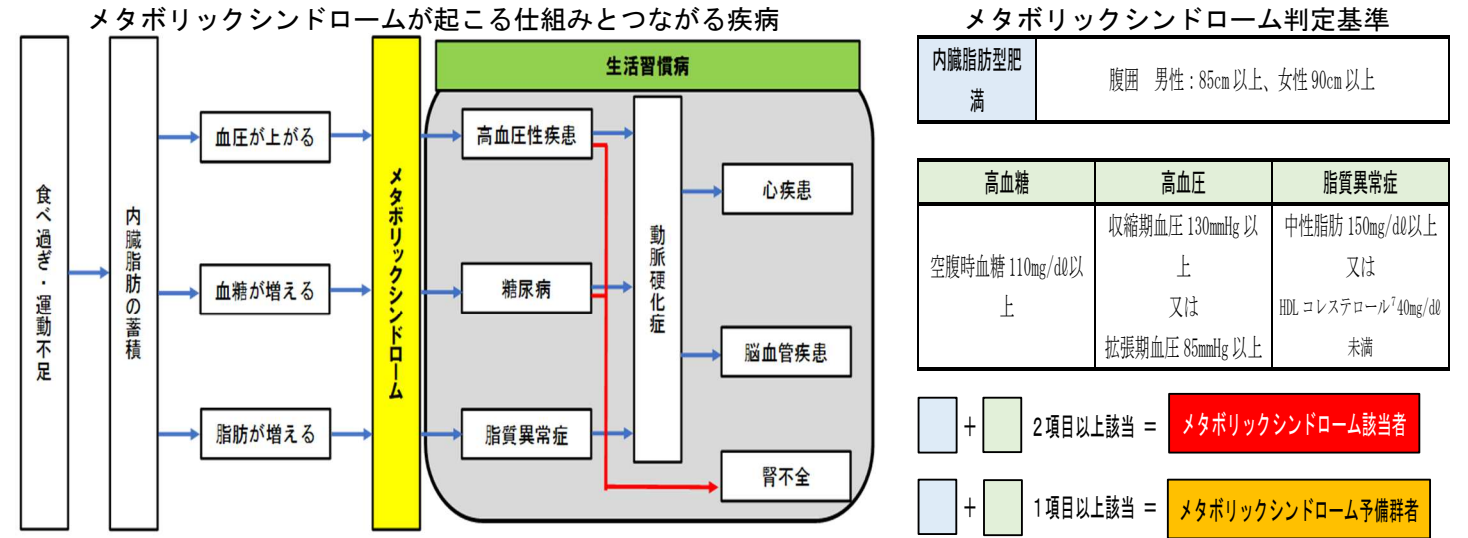 メタボリックシンドロームが起こる仕組みとつながる疾病
食べ過ぎ・運動不足
内臓脂肪の蓄積
血圧が上がる
血糖が増える
脂肪が増える
メタボリックシンドローム
生活習慣病
高血圧性疾患
糖尿病
脂質異常症
動脈硬化症
心疾患
脳血管疾患
腎不全
メタボリックシンドローム判定基準
内臓脂肪型肥
満
腹囲 男性：85cm以上、女性90cm以上
高血糖
高血圧
脂質異常症
空腹時血糖110mg/dℓ以
上
収縮期血圧130mmHg以
上
又は
拡張期血圧85mmHg以上
中性脂肪150mg/dℓ以上
又は
HDLコレステロール⁷40mg/dℓ
未満
+ 2項目以上該当 = メタボリックシンドローム該当者
+ 1項目以上該当 = メタボリックシンドローム予備群者